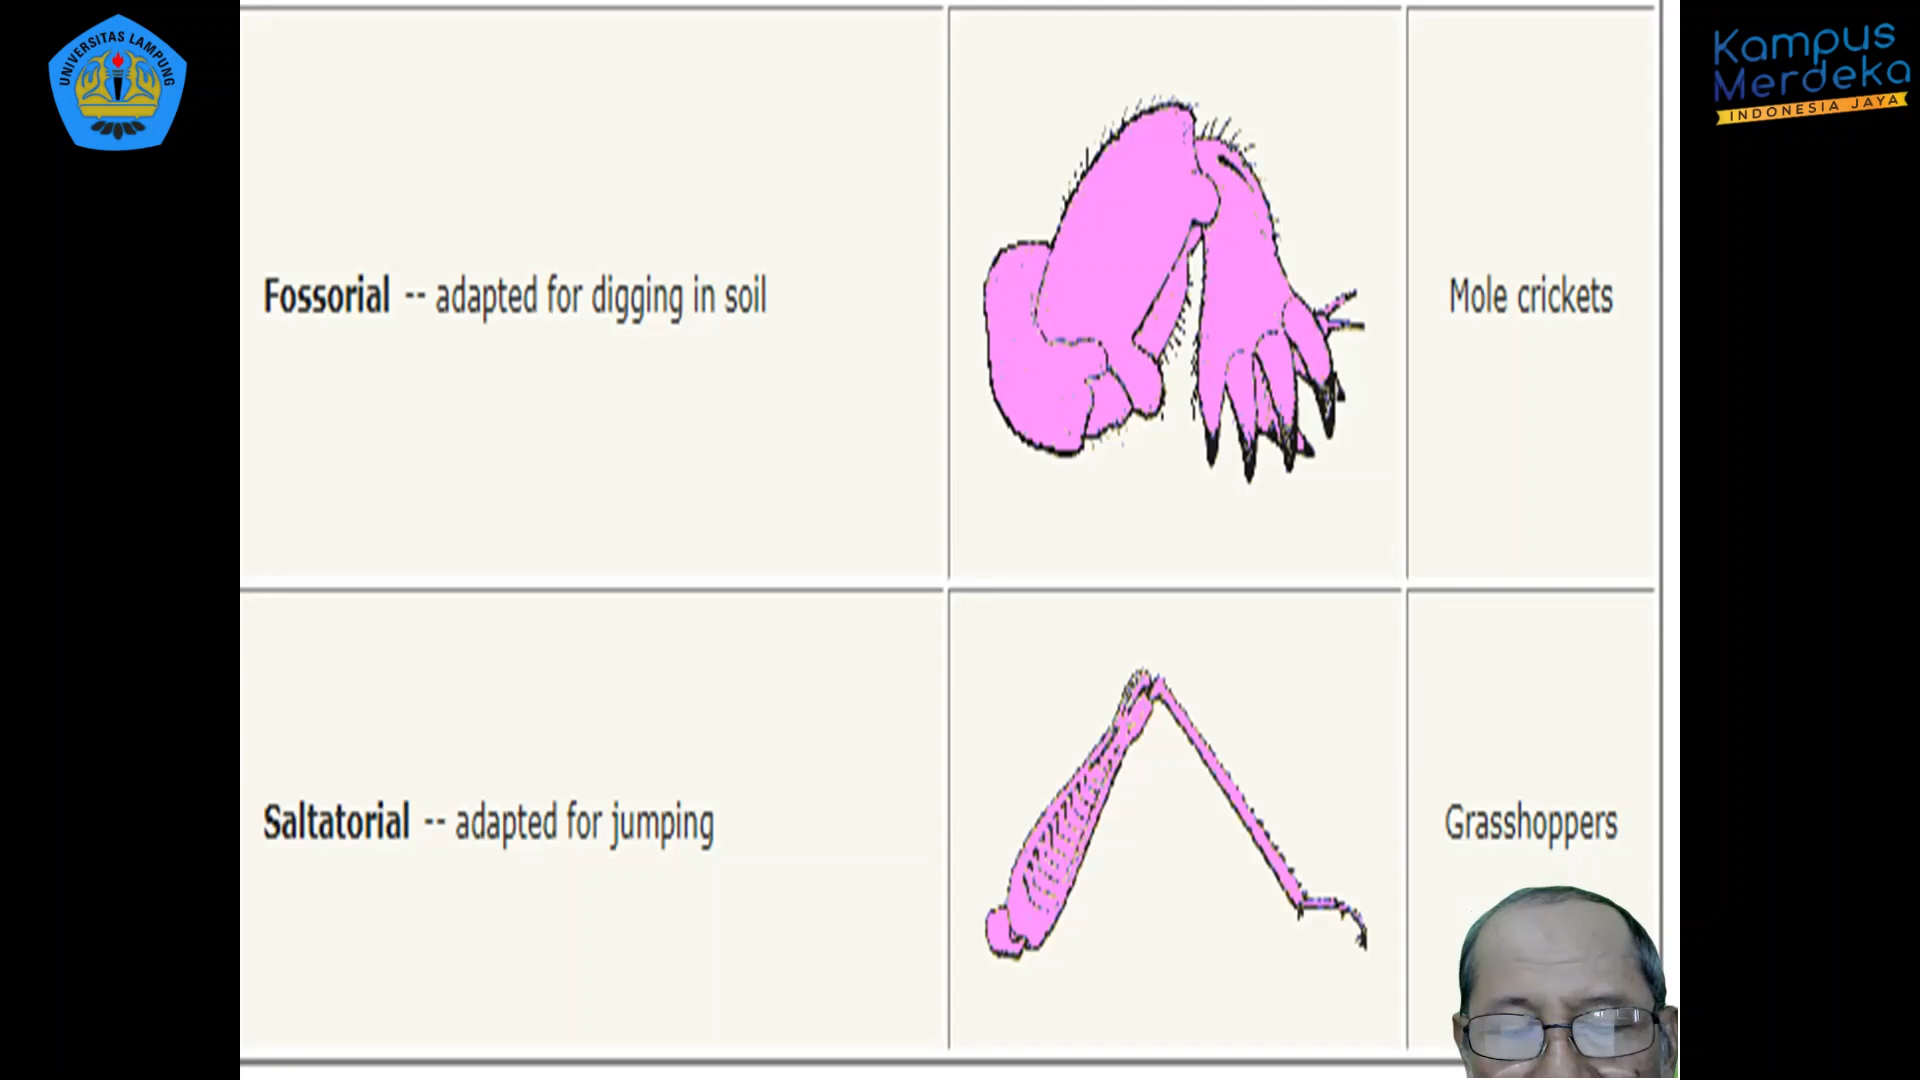 UNIVERSITAS LAMPUNG
Kampus
Merdeka
INDONESIA JAYA
Fossorial -- adapted for digging in soil
Mole crickets
Saltatorial -- adapted for jumping
Grasshoppers